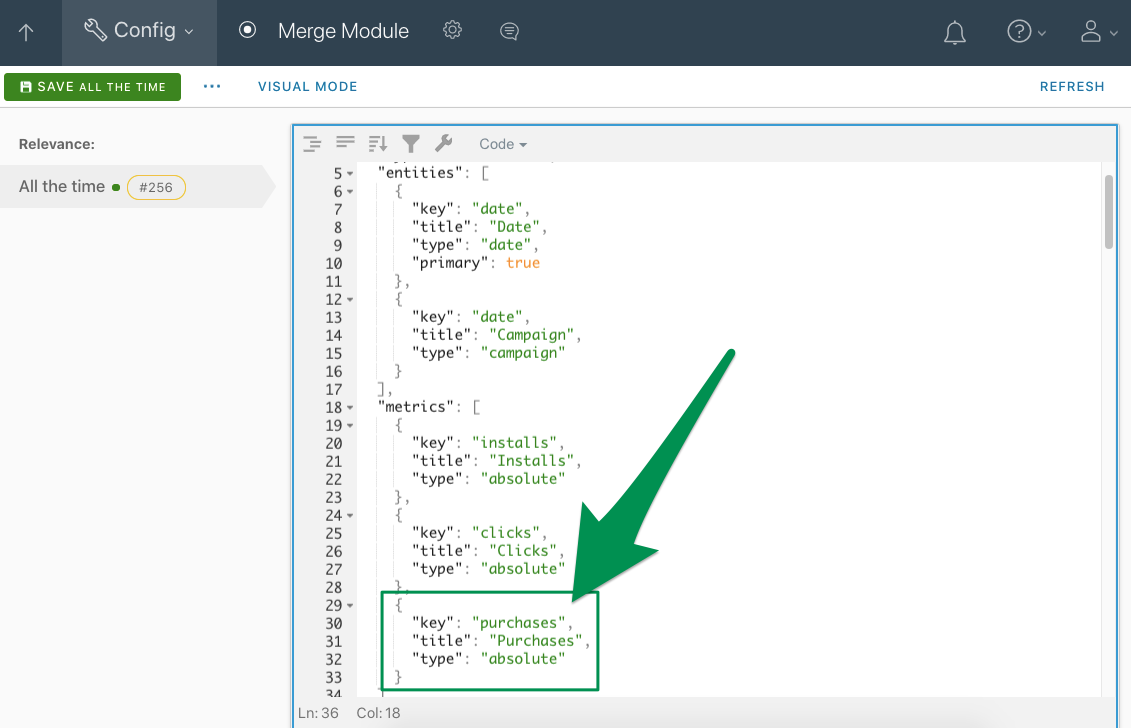 Config
Merge Module
?
SAVE ALL THE TIME
...
VISUAL MODE
REFRESH
Relevance:
All the time
#256
Code
5 "entities": [
6 {
7 "key": "date",
8 "title": "Date",
9 "type": "date",
10 "primary": true
11 },
12 {
13 "key": "date",
14 "title": "Campaign",
15 "type": "campaign"
16 }
17 ],
18 "metrics": [
19 {
20 "key": "installs",
21 "title": "Installs",
22 "type": "absolute"
23 },
24 {
25 "key": "clicks",
26 "title": "Clicks",
27 "type": "absolute"
28 },
29 {
30 "key": "purchases",
31 "title": "Purchases",
32 "type": "absolute"
33 }
34
Ln: 36 Col: 18